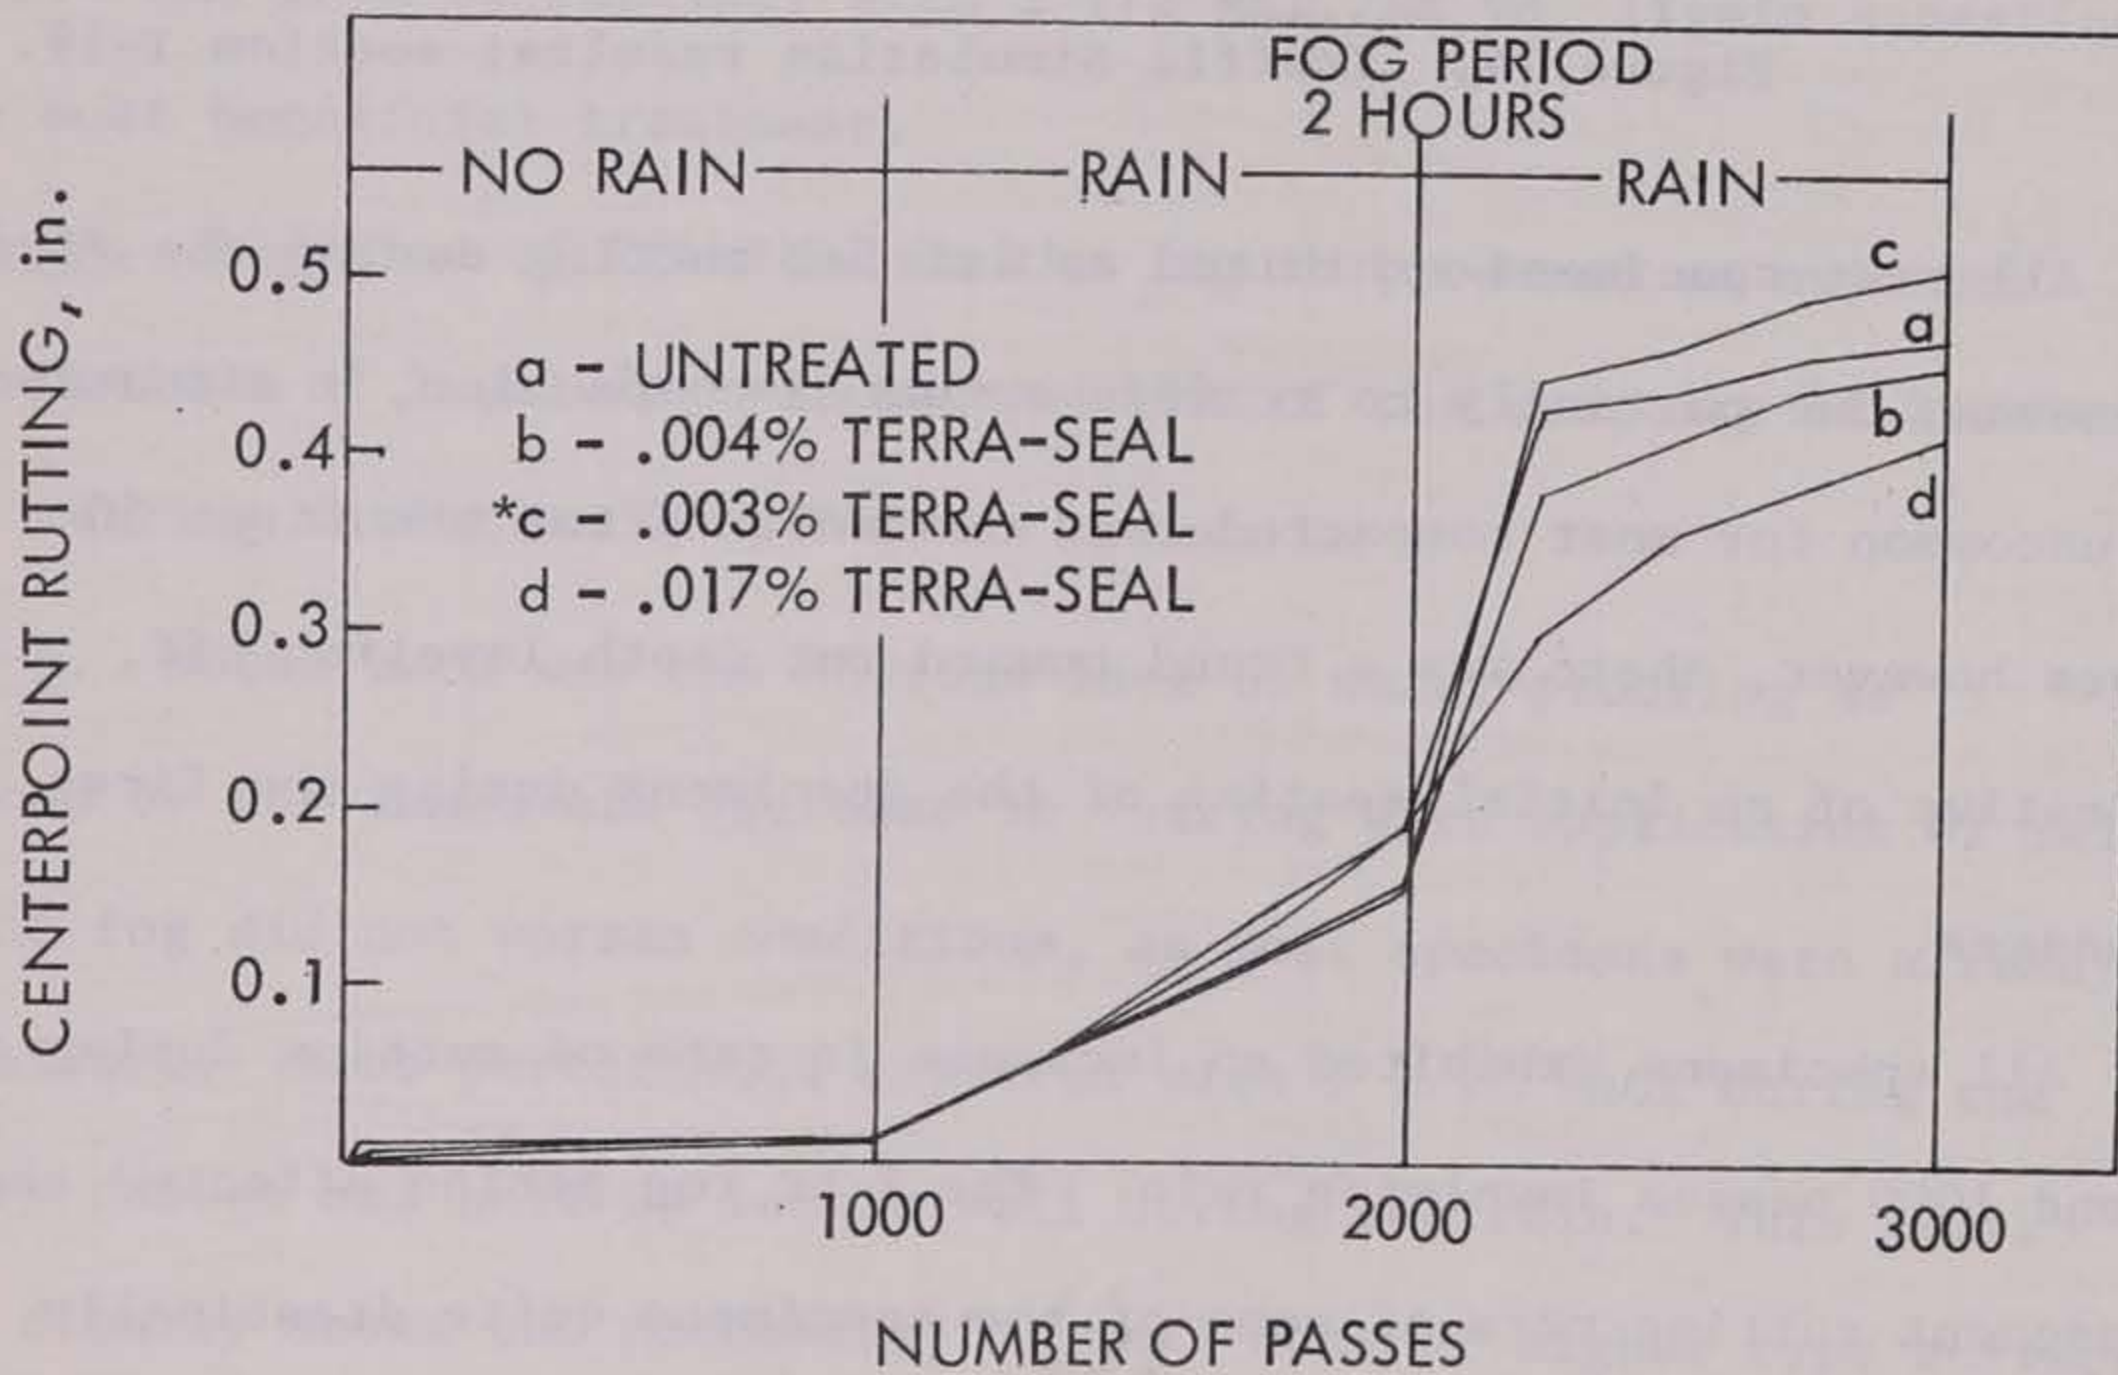 FOG PERIOD
2 HOURS
NO RAIN
RAIN
RAIN
CENTERPOINT RUTTING, in.
0.5
0.4
0.3
0.2
0.1
a - UNTREATED
b - .004% TERRA-SEAL
*c - .003% TERRA-SEAL
d - .017% TERRA-SEAL
c
a
b
d
1000
2000
3000
NUMBER OF PASSES